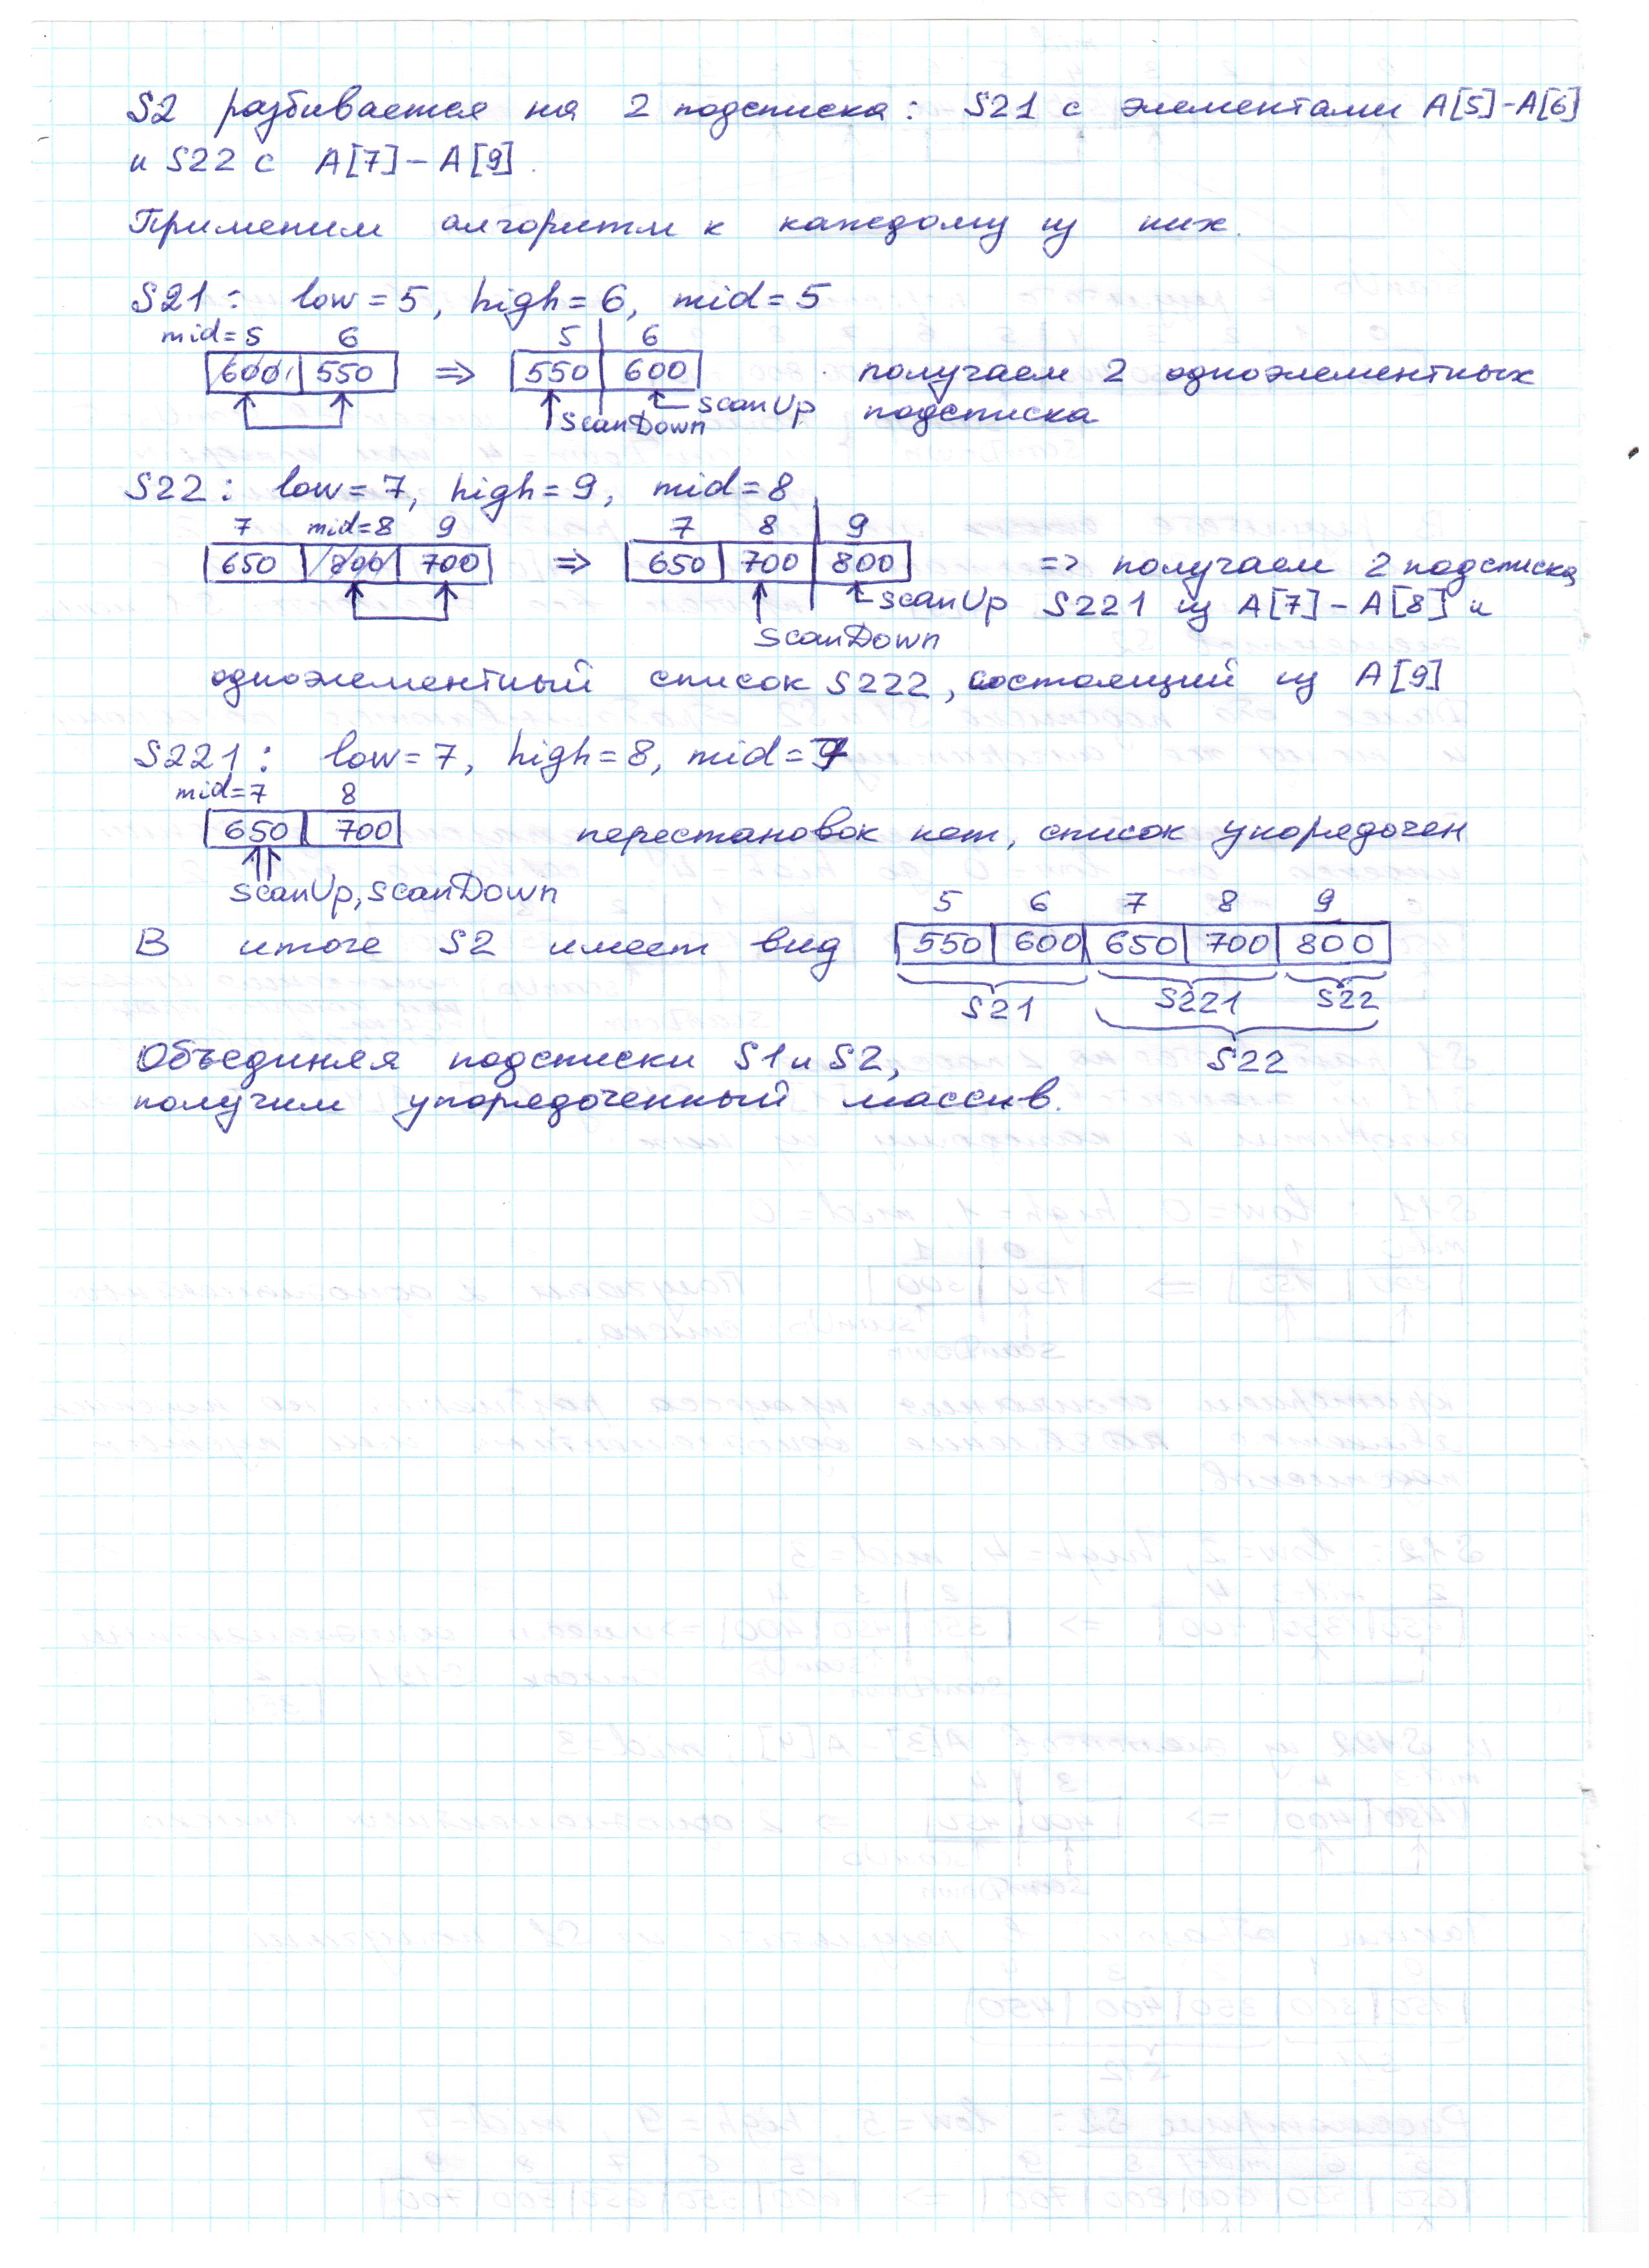 S2 разбивается на 2 подсписка: S21 с элементами A[5]-A[6]
и S22 с A[7]-A[9].
Применим алгоритм к каждому из них.
S21: low=5, high=6, mid=5
mid=5 6 5 6
600 550 => 550 600 получаем 2 одноэлементных
scanDown scanUp подсписка
S22: low=7, high=9, mid=8
7 mid=8 9 7 8 9
650 800 700 => 650 700 800 => получаем 2 подсписка
scanUp S221 из A[7]-A[8] и
scanDown
одноэлементный список S222, состоящий из A[9]
S221: low=7, high=8, mid=7
mid=7 8
650 700 перестановок нет, список упорядочен
scanUp, scanDown
5 6 7 8 9
В итоге S2 имеет вид 550 600 650 700 800
S21 S221 S22
S22
Объединяя подсписки S1 и S2,
получим упорядоченный массив.